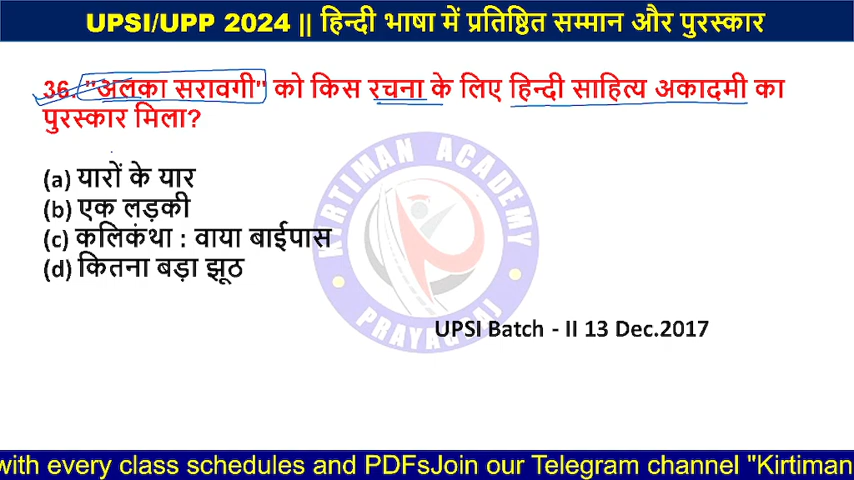 UPSI/UPP 2024 || हिन्दी भाषा में प्रतिष्ठित सम्मान और पुरस्कार
36. "अलका सरावगी" को किस रचना के लिए हिन्दी साहित्य अकादमी का
पुरस्कार मिला?
(a) यारों के यार
(b) एक लड़की
(c) कलिकंथा : वाया बाईपास
(d) कितना बड़ा झूठ
KIRTIMAN ACADEMY
PRAYAGRAJ
UPSI Batch - II 13 Dec.2017
with every class schedules and PDFsJoin our Telegram channel "Kirtiman